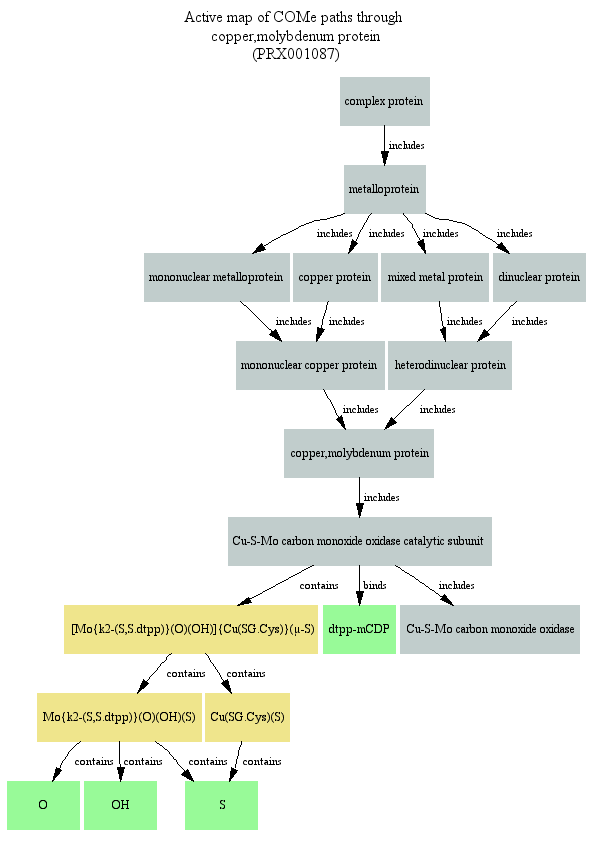 Active map of COMe paths through
copper,molybdenum protein
(PRX001087)
complex protein
includes
metalloprotein
includes includes includes includes
mononuclear metalloprotein copper protein mixed metal protein dinuclear protein
includes includes includes includes
mononuclear copper protein heterodinuclear protein
includes includes
copper,molybdenum protein
includes
Cu-S-Mo carbon monoxide oxidase catalytic subunit
contains binds includes
[Mo{k2-(S,S.dtpp)}(O)(OH)]{Cu(SG.Cys)}(µ-S) dtpp-mCDP Cu-S-Mo carbon monoxide oxidase
contains contains
Mo{k2-(S,S.dtpp)}(O)(OH)(S) Cu(SG.Cys)(S)
contains contains contains contains
O OH S